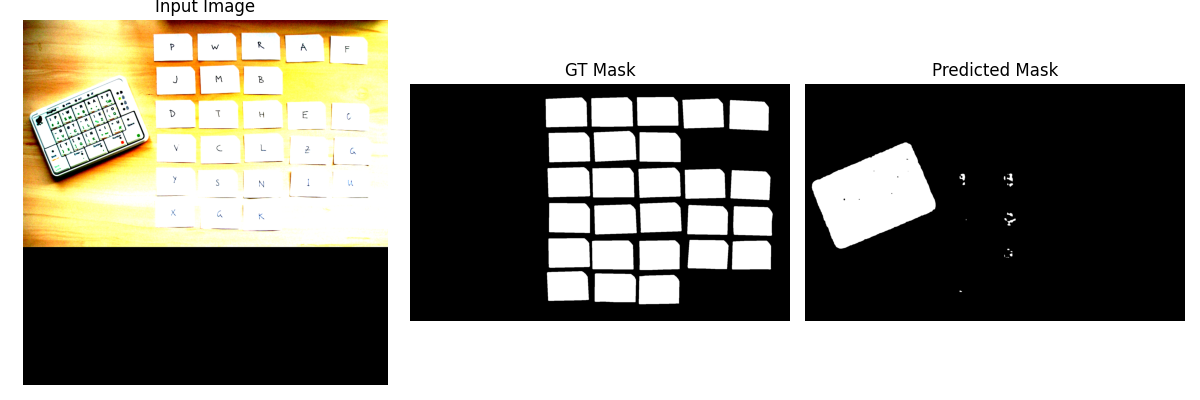 Input Image
P W R A F
J M B
D T H E C
V C L Z G
Y S N I U
X G K
GT Mask
Predicted Mask